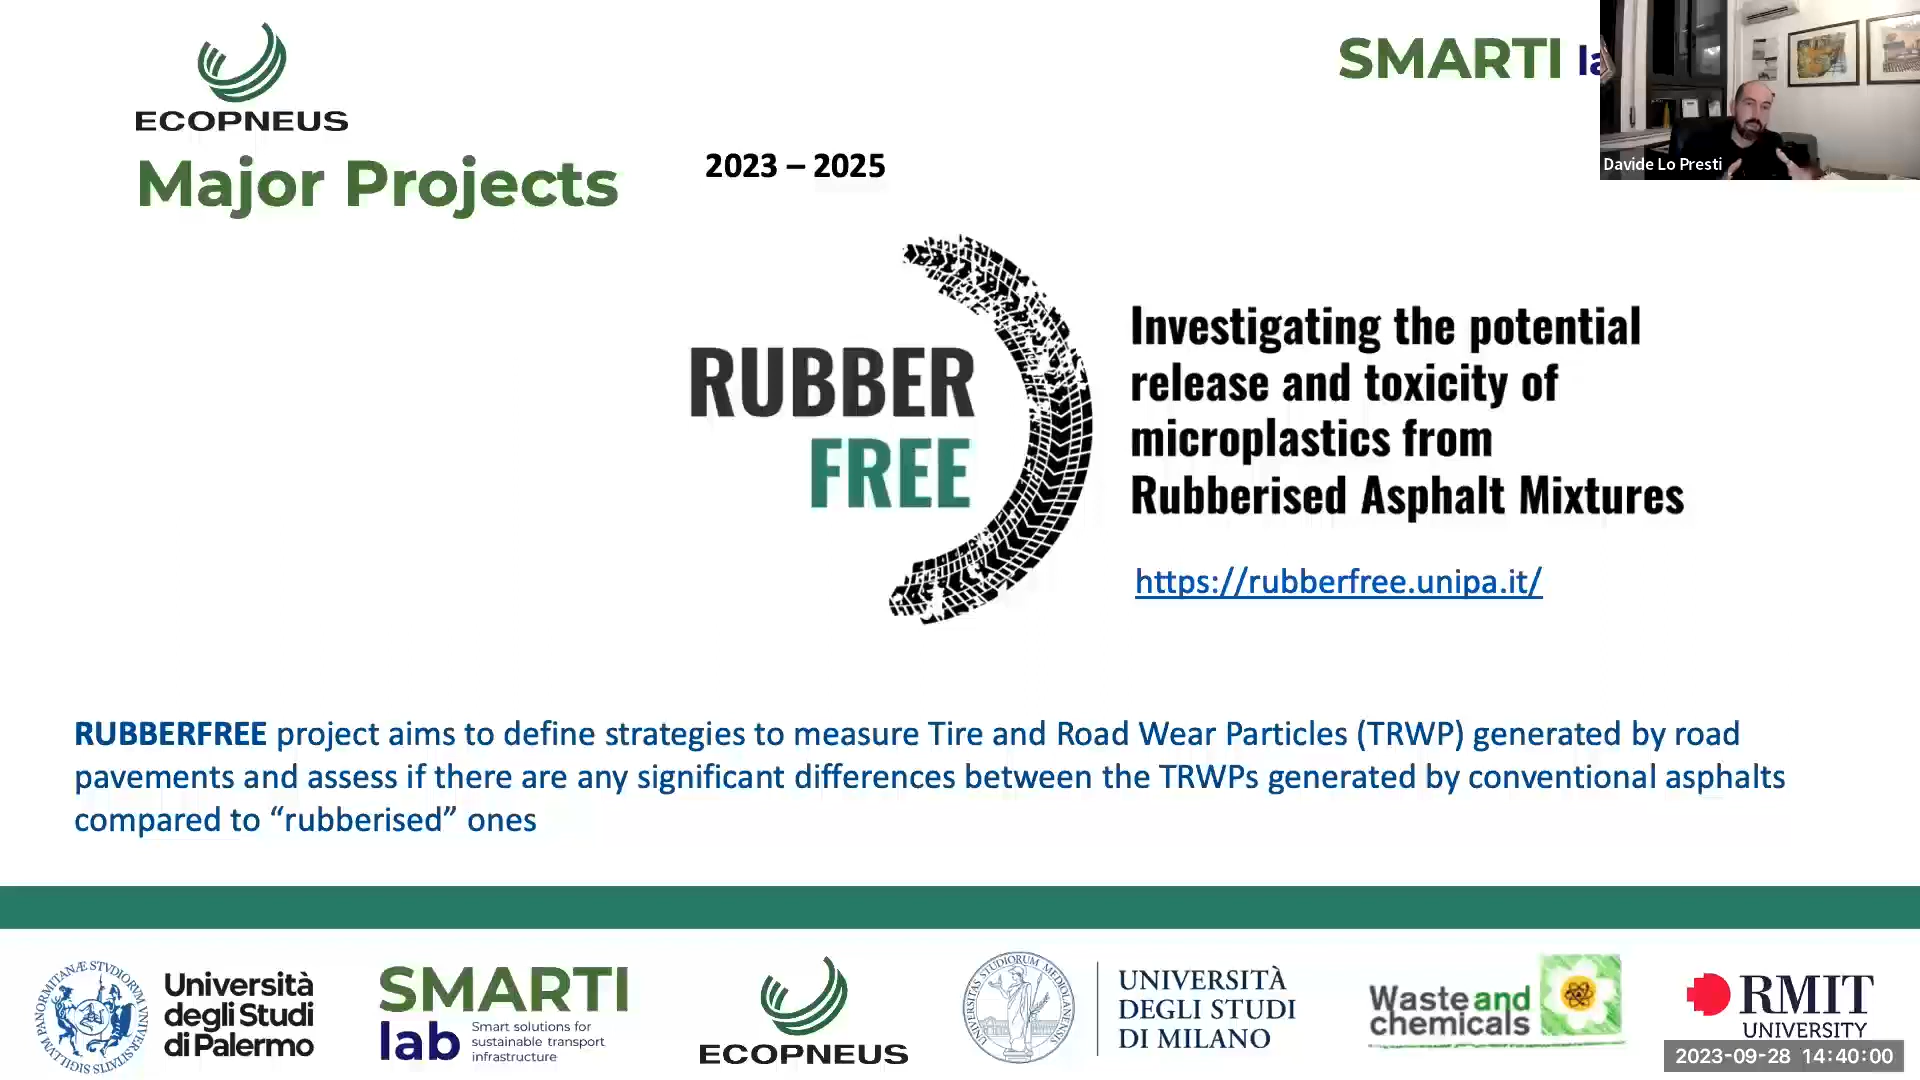 ECOPNEUS
SMARTI
Major Projects
2023 – 2025
Davide Lo Presti
RUBBER
FREE
Investigating the potential
release and toxicity of
microplastics from
Rubberised Asphalt Mixtures
https://rubberfree.unipa.it/
RUBBERFREE project aims to define strategies to measure Tire and Road Wear Particles (TRWP) generated by road
pavements and assess if there are any significant differences between the TRWPs generated by conventional asphalts
compared to “rubberised” ones
Università
degli Studi
di Palermo
SMARTI
lab
Smart solutions for
sustainable transport
infrastructure
ECOPNEUS
UNIVERSITÀ
DEGLI STUDI
DI MILANO
Waste and
chemicals
RMIT
UNIVERSITY
2023-09-28 14:40:00